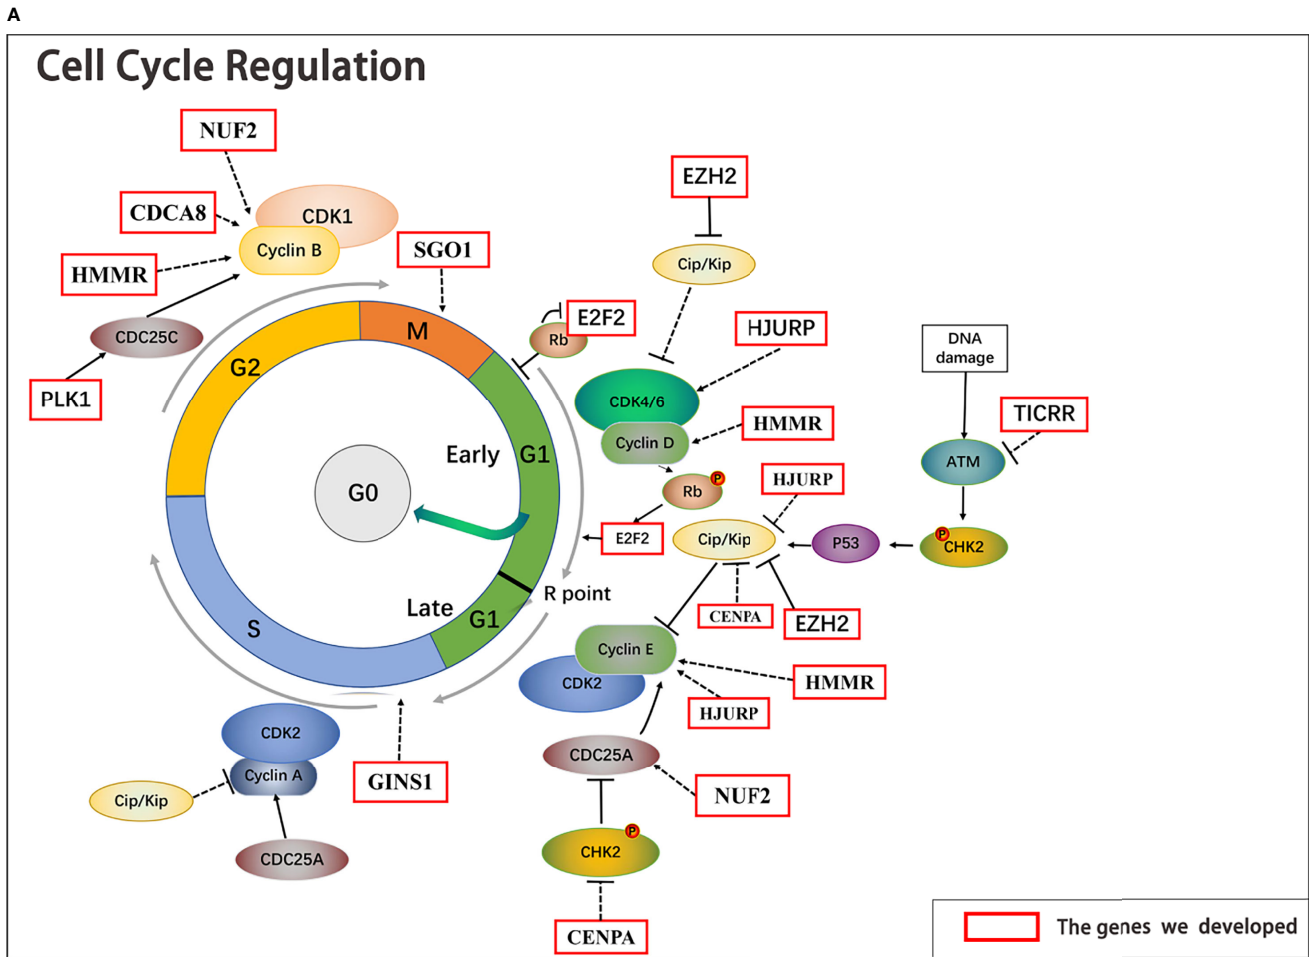 A
Cell Cycle Regulation
NUF2
EZH2
CDCA8
CDK1
Cyclin B
SGO1
HMMR
Cip/Kip
CDC25C
M
E2F2
Rb
HJURP
DNA
damage
G2
PLK1
CDK4/6
TICRR
HMMR
Cyclin D
Early
G1
ATM
G0
Rb
P
HJURP
E2F2
Cip/Kip
P53
P
CHK2
R point
Late
G1
CENPA
EZH2
S
Cyclin E
CDK2
HMMR
HJURP
CDK2
Cyclin A
CDC25A
GINS1
NUF2
Cip/Kip
P
CHK2
CDC25A
CENPA
The genes we developed